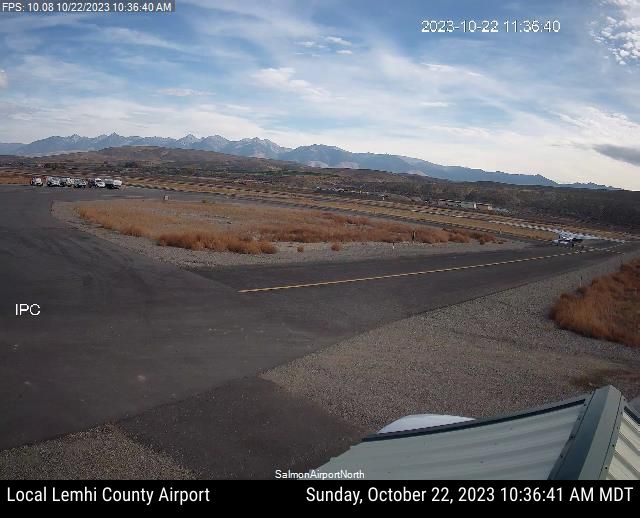 FPS: 10.08 10/22/2023 10:36:40 AM
2023-10-22 11:36:40
IPC
SalmonAirportNorth
Local Lemhi County Airport
Sunday, October 22, 2023 10:36:41 AM MDT